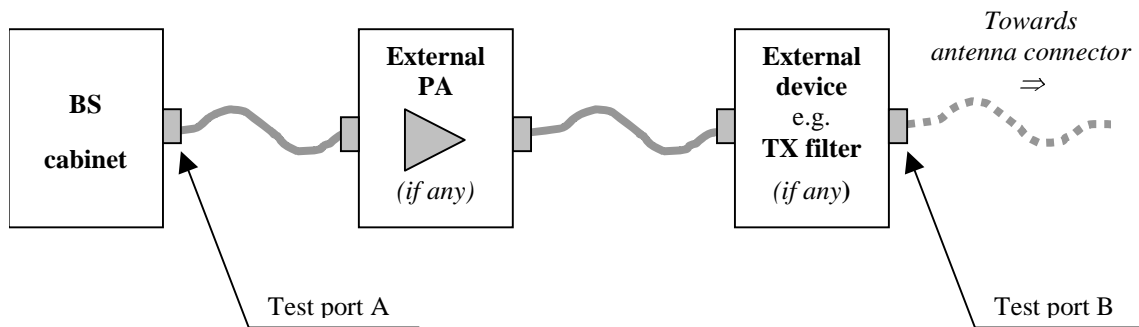 BS
cabinet
External
PA
(if any)
External
device
e.g.
TX filter
(if any)
Towards
antenna connector
⇒
Test port A
Test port B